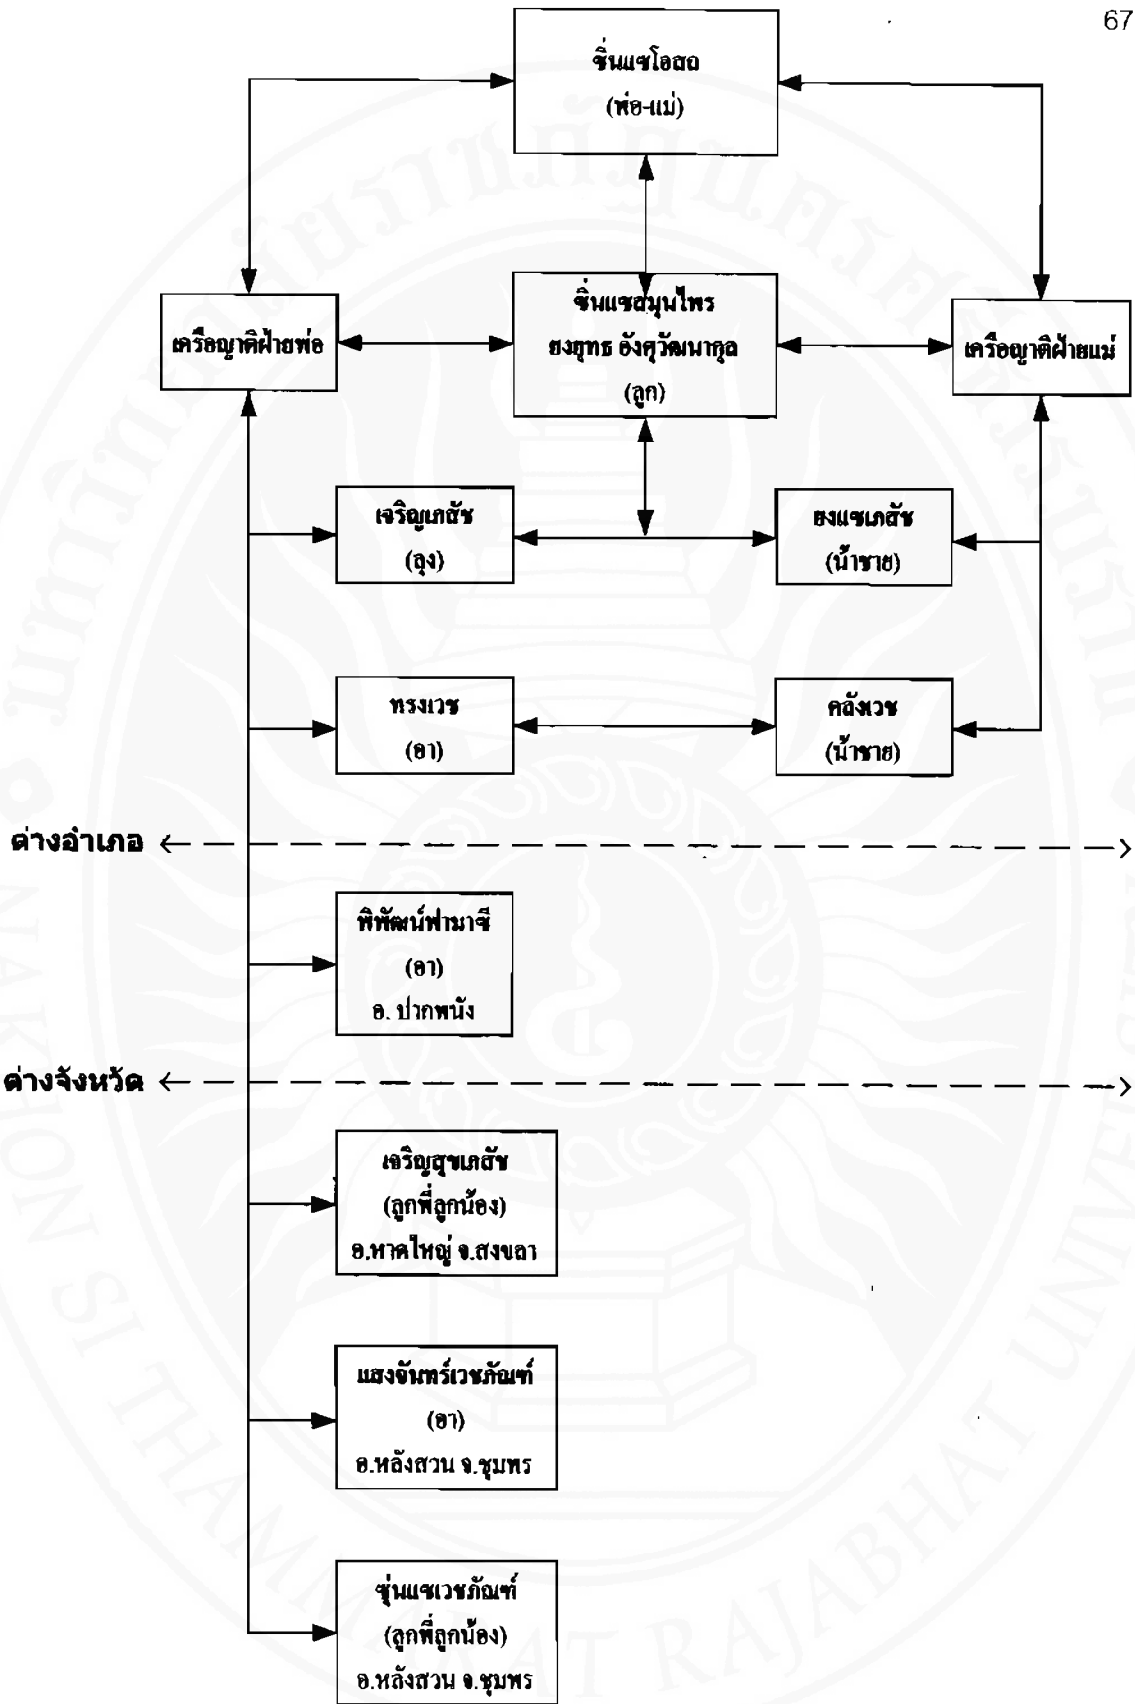 67
ซิ่นแซโอสถ
(พ่อ-แม่)
เครือญาติฝ่ายพ่อ
ซิ่นแซสมุนไพร
ยงยุทธ อังศุวัฒนากุล
(ลูก)
เครือญาติฝ่ายแม่
เจริญเภสัช
(ลุง)
ยงแซเภสัช
(น้าชาย)
ทรงเวช
(อา)
คลังเวช
(น้าชาย)
ต่างอำเภอ
พิพัฒน์ฟามาซี
(อา)
อ. ปากพนัง
ต่างจังหวัด
เจริญสุขเภสัช
(ลูกพี่ลูกน้อง)
อ.หาดใหญ่ จ.สงขลา
แสงจันทร์เวชภัณฑ์
(อา)
อ.หลังสวน จ.ชุมพร
ซุ่นแซเวชภัณฑ์
(ลูกพี่ลูกน้อง)
อ.หลังสวน จ.ชุมพร
NAKHON SI THAMMARAT RAJABHAT UNIVERSITY